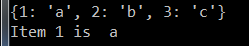 {1: 'a', 2: 'b', 3: 'c'}
Item 1 is  a